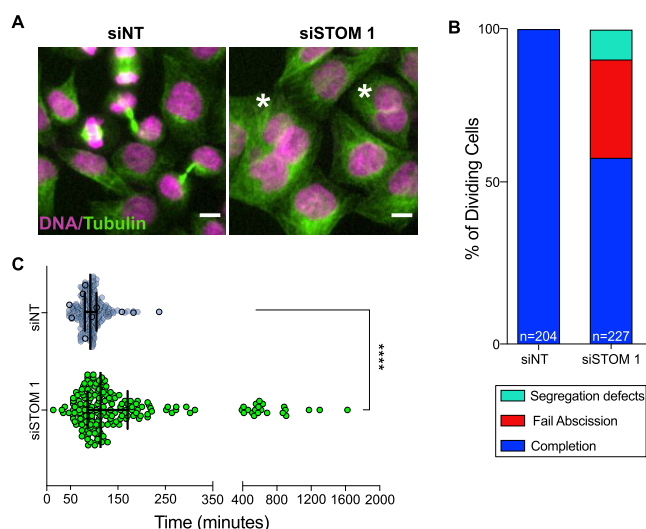 A
siNT
siSTOM 1
*
*
DNA/Tubulin
B
% of Dividing Cells
100
50
0
n=204
n=227
siNT
siSTOM 1
Segregation defects
Fail Abscission
Completion
C
siNT
siSTOM 1
****
0 50 150 250 350 400 800 1200 1600 2000
Time (minutes)